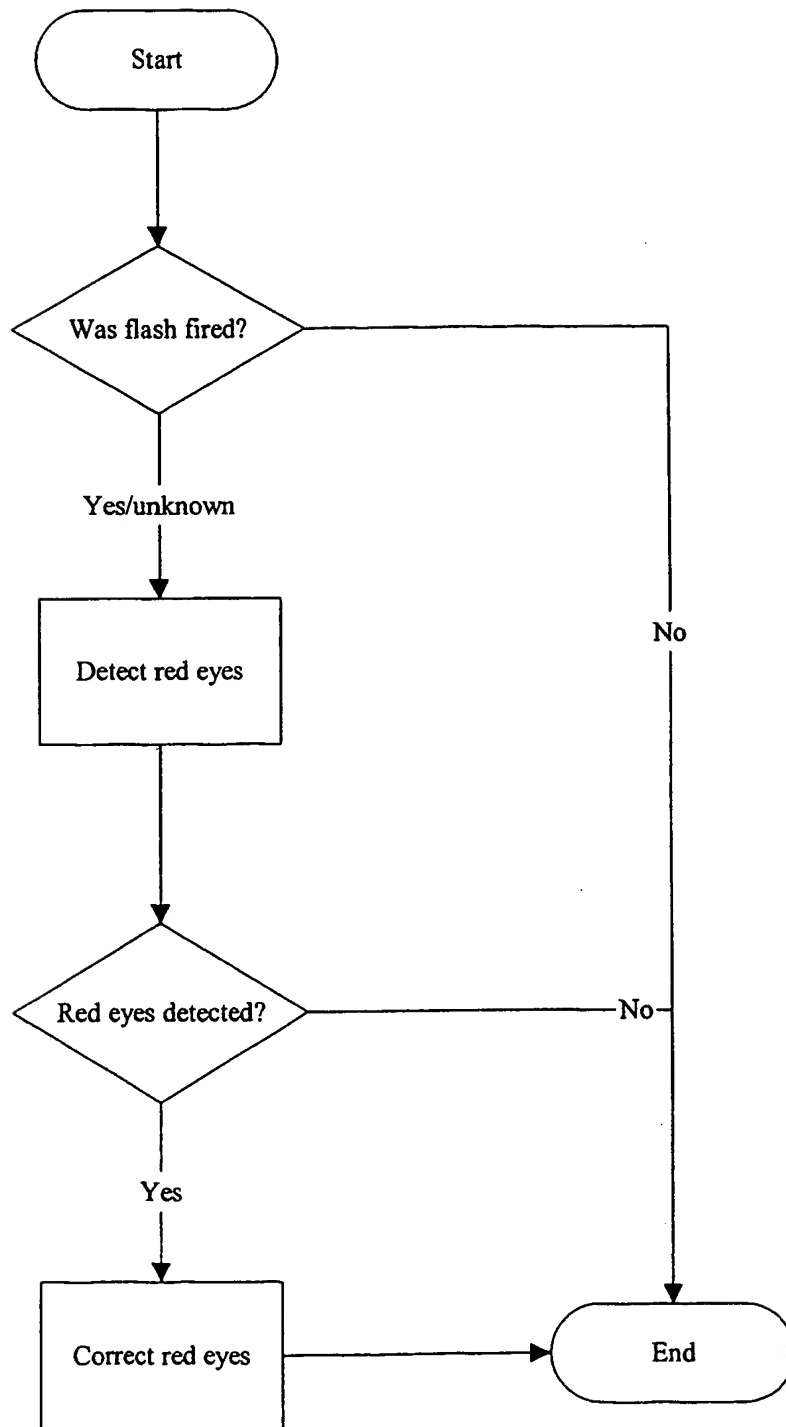 Start
Was flash fired?
Yes/unknown
No
Detect red eyes
Red eyes detected?
No
Yes
Correct red eyes
End